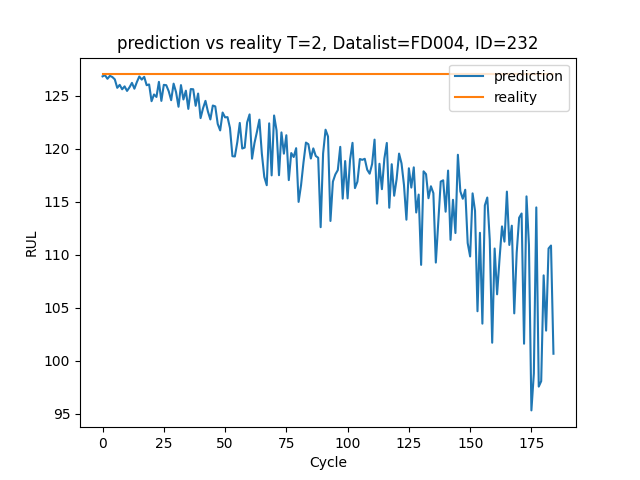 prediction vs reality T=2, Datalist=FD004, ID=232
prediction
reality
RUL
125
120
115
110
105
100
95
0 25 50 75 100 125 150 175
Cycle